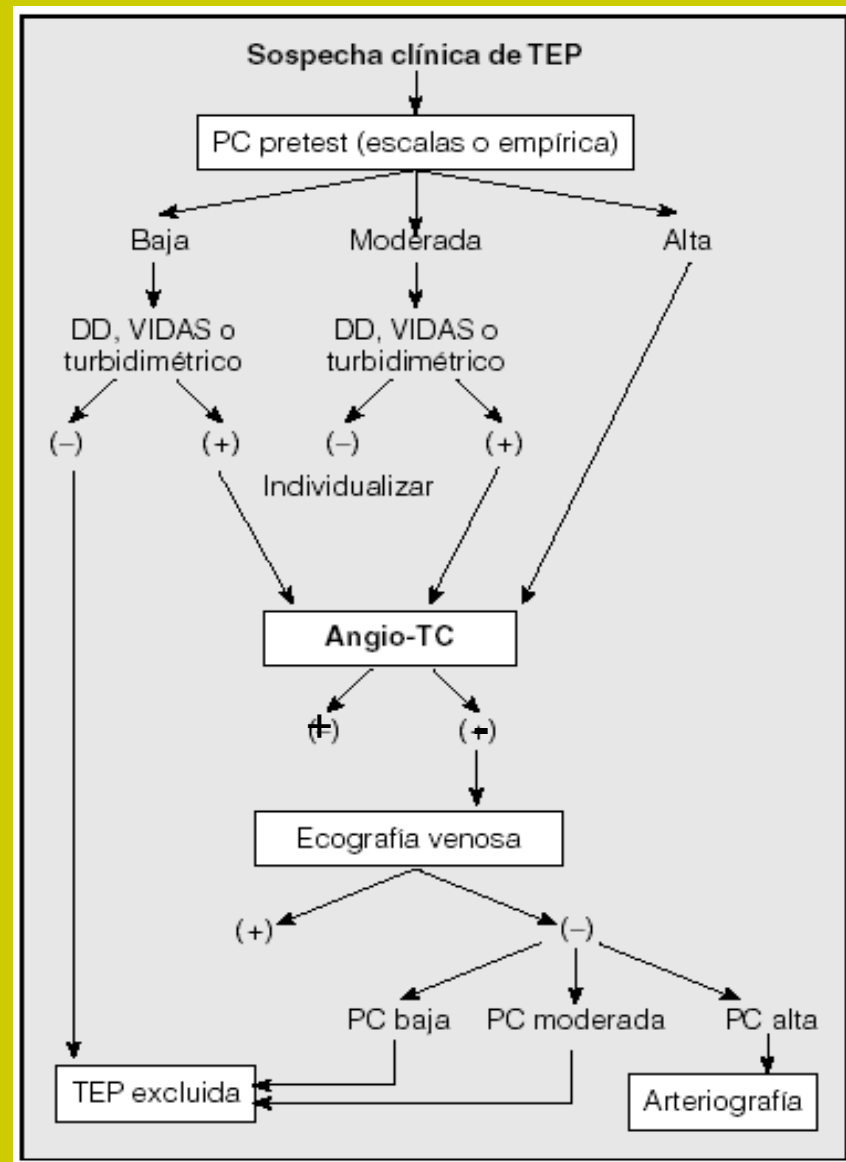 Sospecha clínica de TEP
PC pretest (escalas o empírica)
Baja Moderada Alta
DD, VIDAS o DD, VIDAS o
turbidimétrico turbidimétrico
(–) (+) (–) (+)
Individualizar
Angio-TC
(+) (-)
Ecografía venosa
(+) (–)
PC baja PC moderada PC alta
TEP excluida Arteriografía